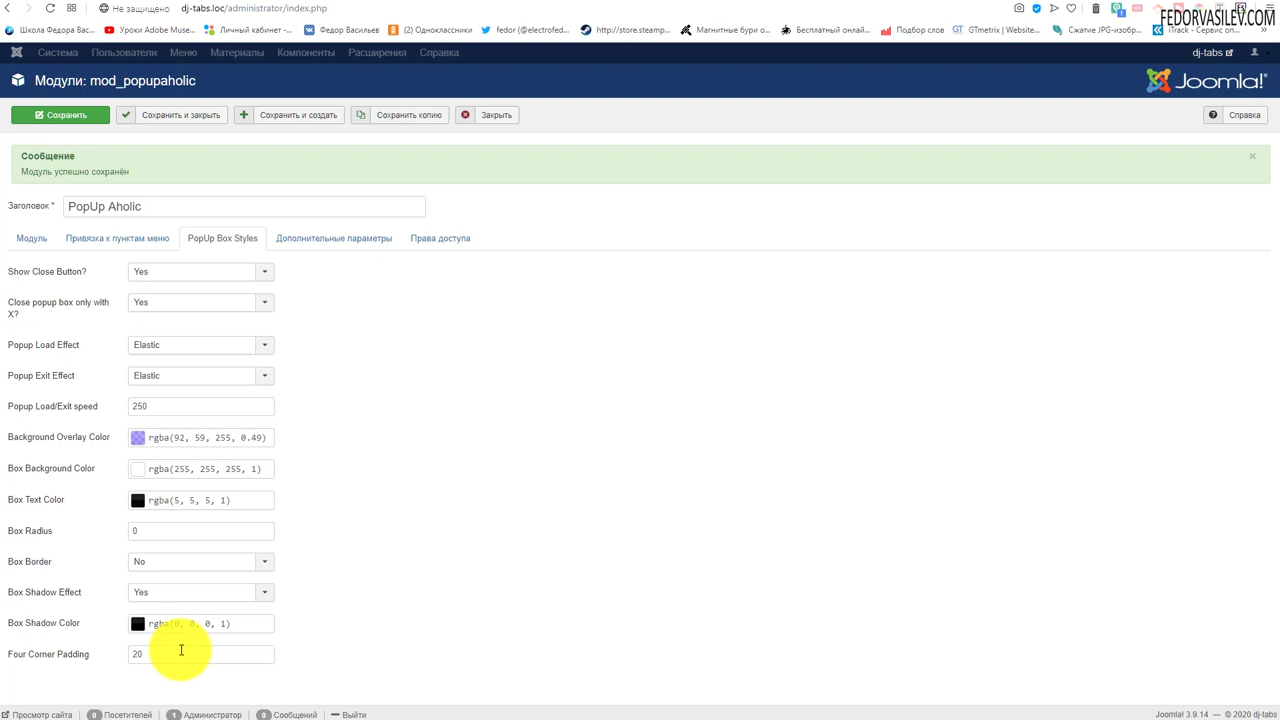 Не защищено dj-tabs.loc/administrator/index.php
FEDORVASILEV.COM
Школа Федора Вас... Уроки Adobe Muse... Личный кабинет -... Федор Васильев (2) Одноклассники fedor (@electrofed... http://store.steamp... Магнитные бури о... Бесплатный онлай... Подбор слов GTmetrix | Website... Сжатие JPG-изобр... iTrack - Сервис оп...
Система Пользователи Меню Материалы Компоненты Расширения Справка dj-tabs
Модули: mod_popupaholic Joomla!
Сохранить Сохранить и закрыть Сохранить и создать Сохранить копию Закрыть Справка
Сообщение
Модуль успешно сохранён
Заголовок * PopUp Aholic
Модуль Привязка к пунктам меню PopUp Box Styles Дополнительные параметры Права доступа
Show Close Button? Yes
Close popup box only with X? Yes
Popup Load Effect Elastic
Popup Exit Effect Elastic
Popup Load/Exit speed 250
Background Overlay Color rgba(92, 59, 255, 0.49)
Box Background Color rgba(255, 255, 255, 1)
Box Text Color rgba(5, 5, 5, 1)
Box Radius 0
Box Border No
Box Shadow Effect Yes
Box Shadow Color rgba(0, 0, 0, 1)
Four Corner Padding 20
Просмотр сайта 0 Посетителей 1 Администратор 0 Сообщений Выйти Joomla! 3.9.14 — © 2020 dj-tabs